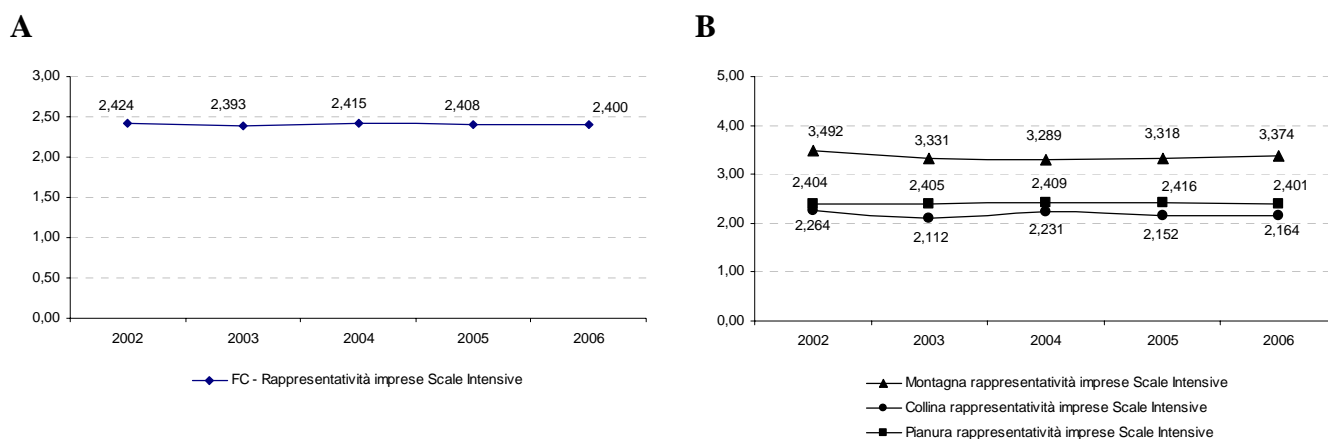 A
3,00
2,50
2,00
1,50
1,00
0,50
0,00
2,424 2,393 2,415 2,408 2,400
2002 2003 2004 2005 2006
FC - Rappresentatività imprese Scale Intensive
B
5,00
4,00
3,00
2,00
1,00
0,00
3,492 3,331 3,289 3,318 3,374
2,404 2,405 2,409 2,416 2,401
2,264 2,112 2,231 2,152 2,164
2002 2003 2004 2005 2006
Montagna rappresentatività imprese Scale Intensive
Collina rappresentatività imprese Scale Intensive
Pianura rappresentatività imprese Scale Intensive